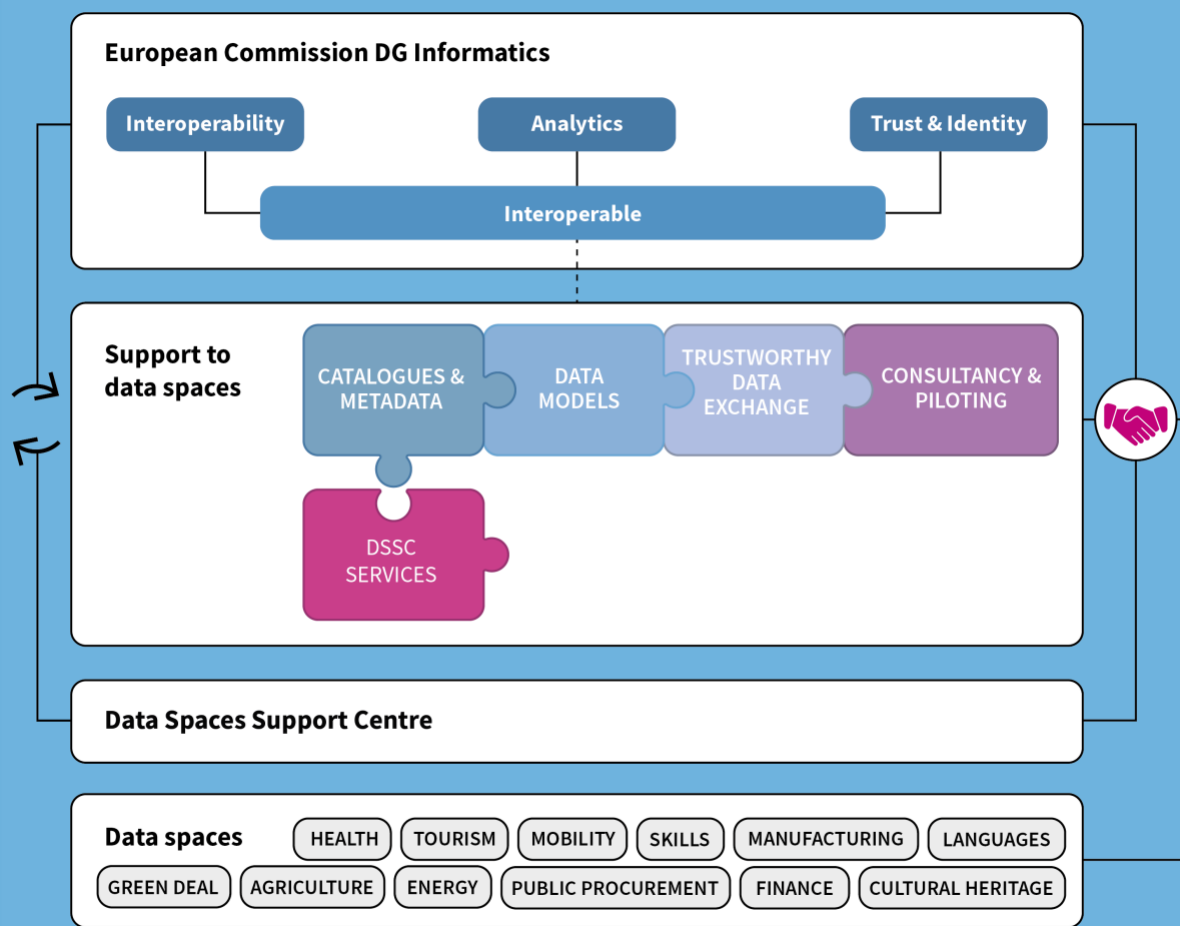 European Commission DG Informatics
Interoperability
Analytics
Trust & Identity
Interoperable
Support to
data spaces
CATALOGUES &
METADATA
DATA
MODELS
TRUSTWORTHY
DATA
EXCHANGE
CONSULTANCY &
PILOTING
DSSC
SERVICES
Data Spaces Support Centre
Data spaces
HEALTH
TOURISM
MOBILITY
SKILLS
MANUFACTURING
LANGUAGES
GREEN DEAL
AGRICULTURE
ENERGY
PUBLIC PROCUREMENT
FINANCE
CULTURAL HERITAGE